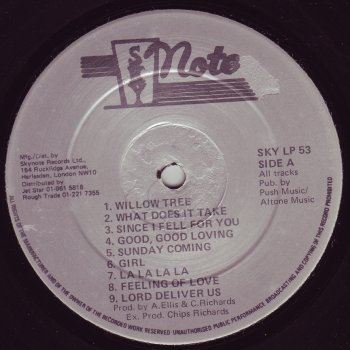 SKY
Note
Mfg./Dist. by
Skynote Records Ltd.,
164 Rucklidge Avenue,
Harlesden, London NW10
Distributed by
Jet Star 01-961 5818
Rough Trade 01-221 7355
SKY LP 53
SIDE A
All tracks
Pub. by
Push Music/
Altone Music
1. WILLOW TREE
2. WHAT DOES IT TAKE
3. SINCE I FELL FOR YOU
4. GOOD, GOOD LOVING
5. SUNDAY COMING
6. GIRL
7. LA LA LA LA
8. FEELING OF LOVE
9. LORD DELIVER US
Prod. by A. Ellis & C. Richards
Ex. Prod. Chips Richards
ALL RIGHTS OF THE MANUFACTURER AND OF THE OWNER OF THE RECORDED WORK RESERVED UNAUTHORISED PUBLIC PERFORMANCE BROADCASTING AND COPYING OF THIS RECORD PROHIBITED